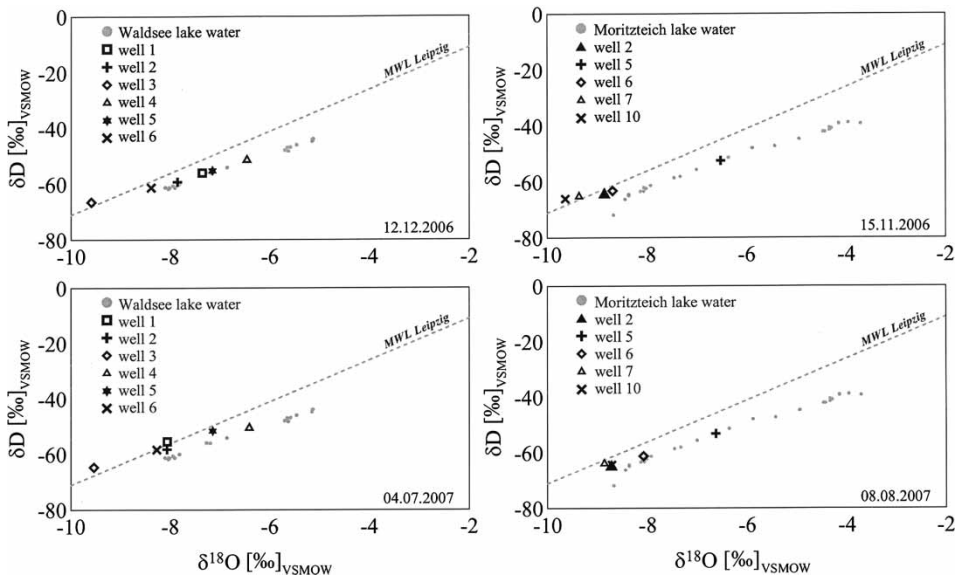 0
-20
-40
-60
-80
δD [‰]VSMOW
Waldsee lake water
well 1
well 2
well 3
well 4
well 5
well 6
MWL Leipzig
12.12.2006
-10
-8
-6
-4
-2
0
-20
-40
-60
-80
δD [‰]VSMOW
Moritzteich lake water
well 2
well 5
well 6
well 7
well 10
MWL Leipzig
15.11.2006
-10
-8
-6
-4
-2
0
-20
-40
-60
-80
δD [‰]VSMOW
Waldsee lake water
well 1
well 2
well 3
well 4
well 5
well 6
MWL Leipzig
04.07.2007
-10
-8
-6
-4
-2
δ18O [‰]VSMOW
0
-20
-40
-60
-80
δD [‰]VSMOW
Moritzteich lake water
well 2
well 5
well 6
well 7
well 10
MWL Leipzig
08.08.2007
-10
-8
-6
-4
-2
δ18O [‰]VSMOW